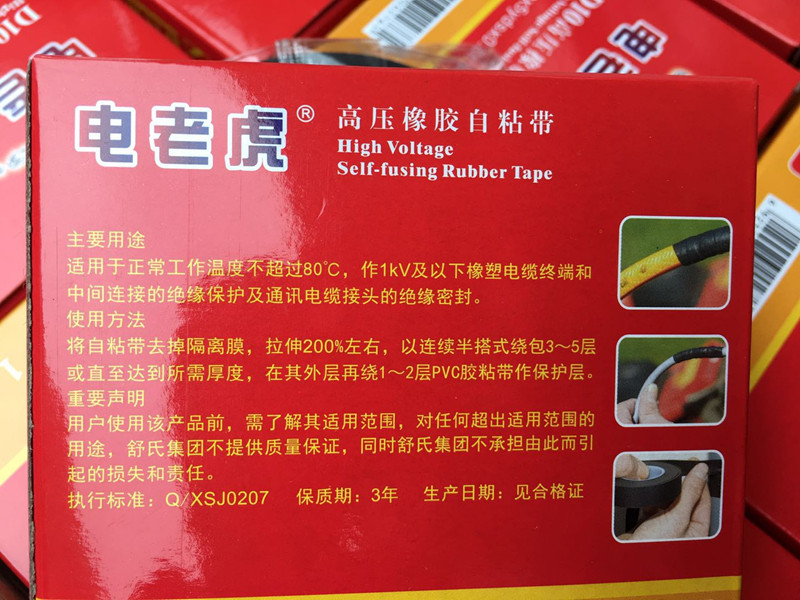 电老虎®
高压橡胶自粘带
High Voltage
Self-fusing Rubber Tape
主要用途
适用于正常工作温度不超过80℃，作1kV及以下橡塑电缆终端和
中间连接的绝缘保护及通讯电缆接头的绝缘密封。
使用方法
将自粘带去掉隔离膜，拉伸200%左右，以连续半搭式绕包3～5层
或直至达到所需厚度，在其外层再绕1～2层PVC胶粘带作保护层。
重要声明
用户使用该产品前，需了解其适用范围，对任何超出适用范围的
用途，舒氏集团不提供质量保证，同时舒氏集团不承担由此而引
起的损失和责任。
执行标准：Q/XSJ0207 保质期：3年 生产日期：见合格证